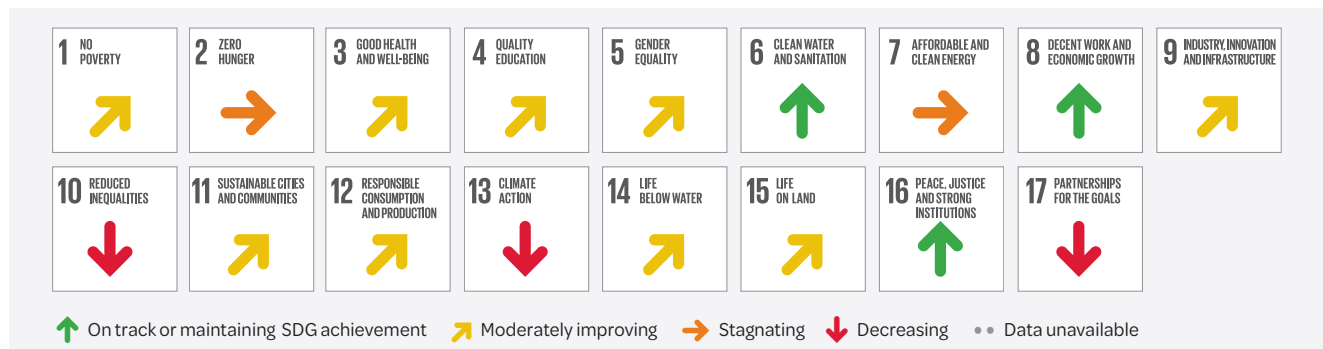 1 NO
POVERTY
2 ZERO
HUNGER
3 GOOD HEALTH
AND WELL-BEING
4 QUALITY
EDUCATION
5 GENDER
EQUALITY
6 CLEAN WATER
AND SANITATION
7 AFFORDABLE AND
CLEAN ENERGY
8 DECENT WORK AND
ECONOMIC GROWTH
9 INDUSTRY, INNOVATION
AND INFRASTRUCTURE
10 REDUCED
INEQUALITIES
11 SUSTAINABLE CITIES
AND COMMUNITIES
12 RESPONSIBLE
CONSUMPTION
AND PRODUCTION
13 CLIMATE
ACTION
14 LIFE
BELOW WATER
15 LIFE
ON LAND
16 PEACE, JUSTICE
AND STRONG
INSTITUTIONS
17 PARTNERSHIPS
FOR THE GOALS
On track or maintaining SDG achievement
Moderately improving
Stagnating
Decreasing
Data unavailable